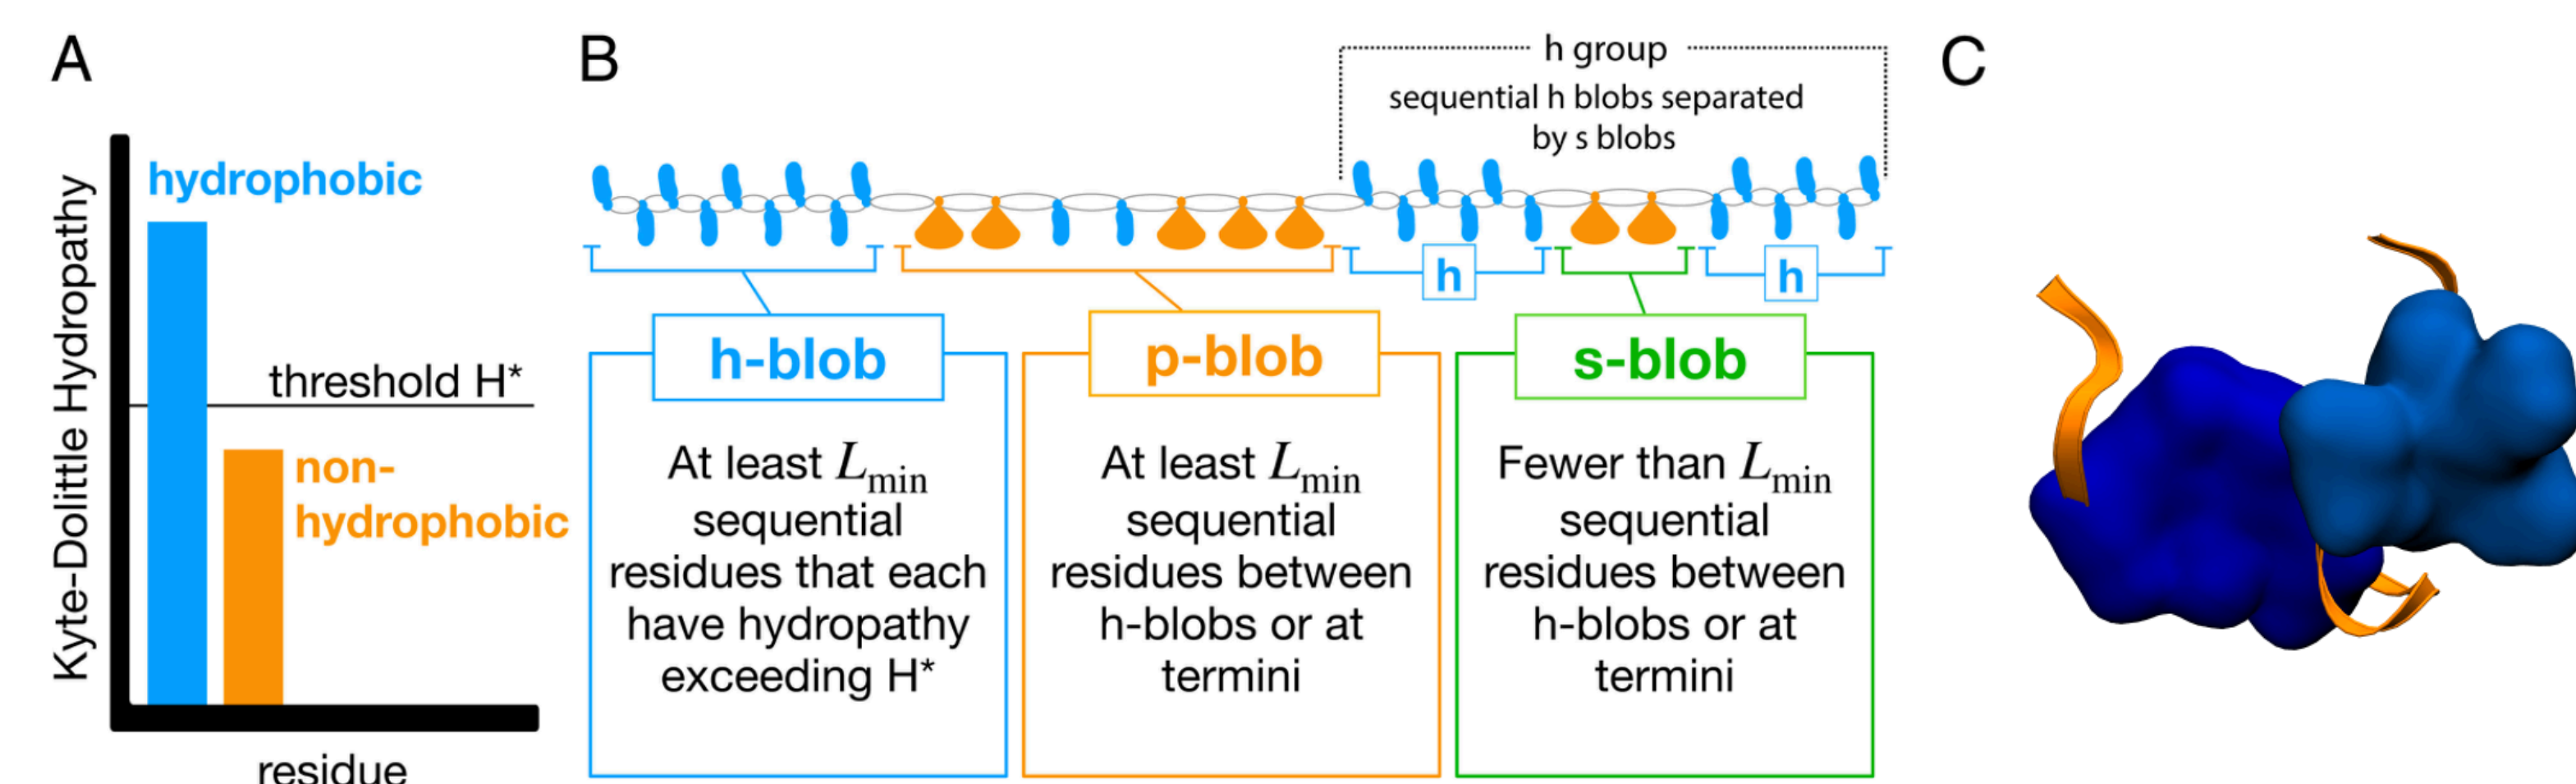 A
Kyte-Dolittle Hydropathy
hydrophobic
threshold H*
non-
hydrophobic
residue
B
h group
sequential h blobs separated
by s blobs
h
h
h-blob
At least Lmin
sequential
residues that each
have hydropathy
exceeding H*
p-blob
At least Lmin
sequential
residues between
h-blobs or at
termini
s-blob
Fewer than Lmin
sequential
residues between
h-blobs or at
termini
C